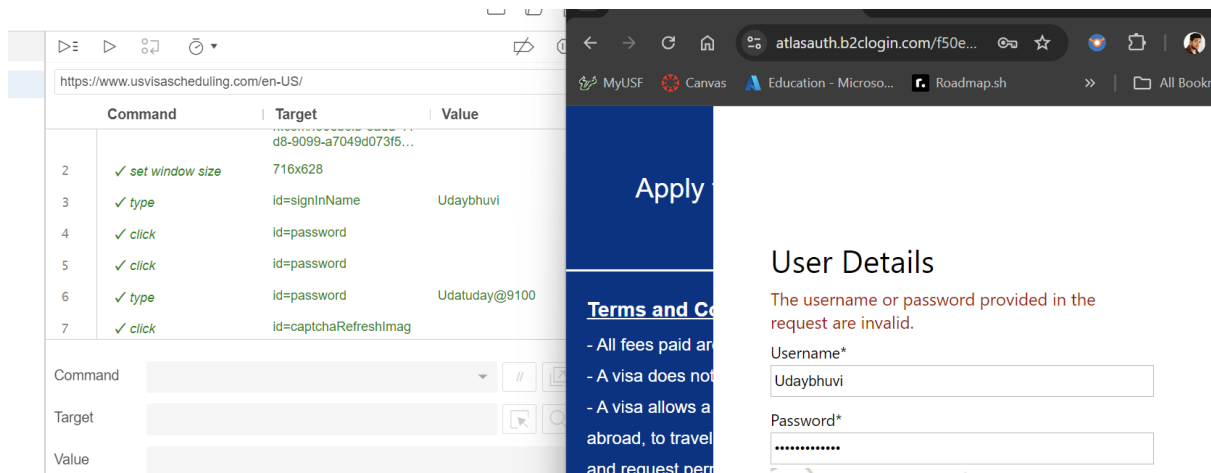 https://www.usvisascheduling.com/en-US/
Command Target Value
d8-9099-a7049d073f5...
2 ✓ set window size 716x628
3 ✓ type id=signInName Udaybhuvi
4 ✓ click id=password
5 ✓ click id=password
6 ✓ type id=password Udatuday@9100
7 ✓ click id=captchaRefreshImag
Command
//
Target
Value
atlasauth.b2clogin.com/f50e...
MyUSF Canvas Education - Microso... Roadmap.sh » All Bookm
Apply
Terms and Co
- All fees paid are
- A visa does not
- A visa allows a
abroad, to travel
and request perm
User Details
The username or password provided in the
request are invalid.
Username*
Udaybhuvi
Password*
•••••••••••••